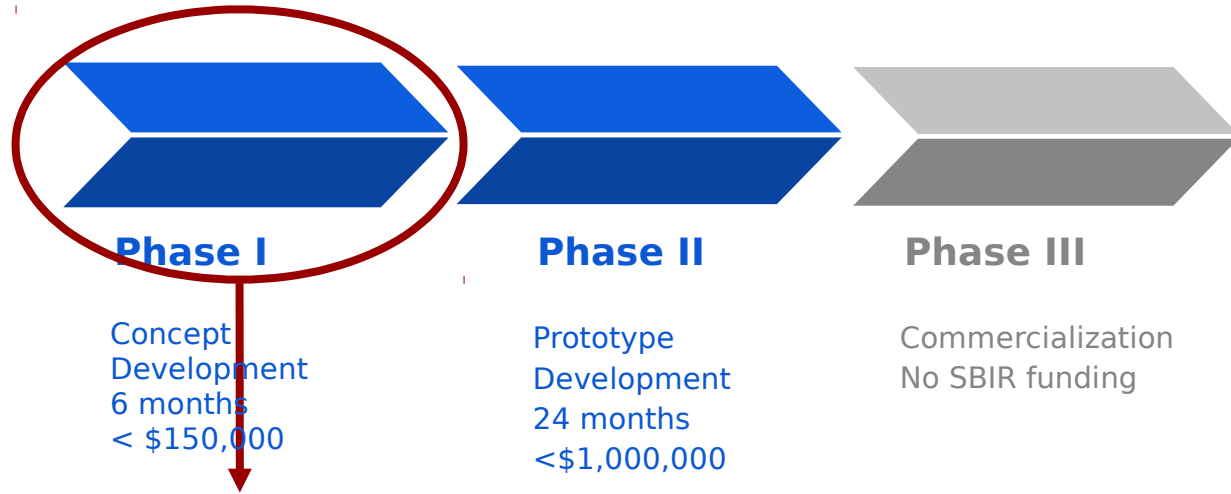 Phase I
Concept
Development
6 months
< $150,000
Phase II
Prototype
Development
24 months
<$1,000,000
Phase III
Commercialization
No SBIR funding